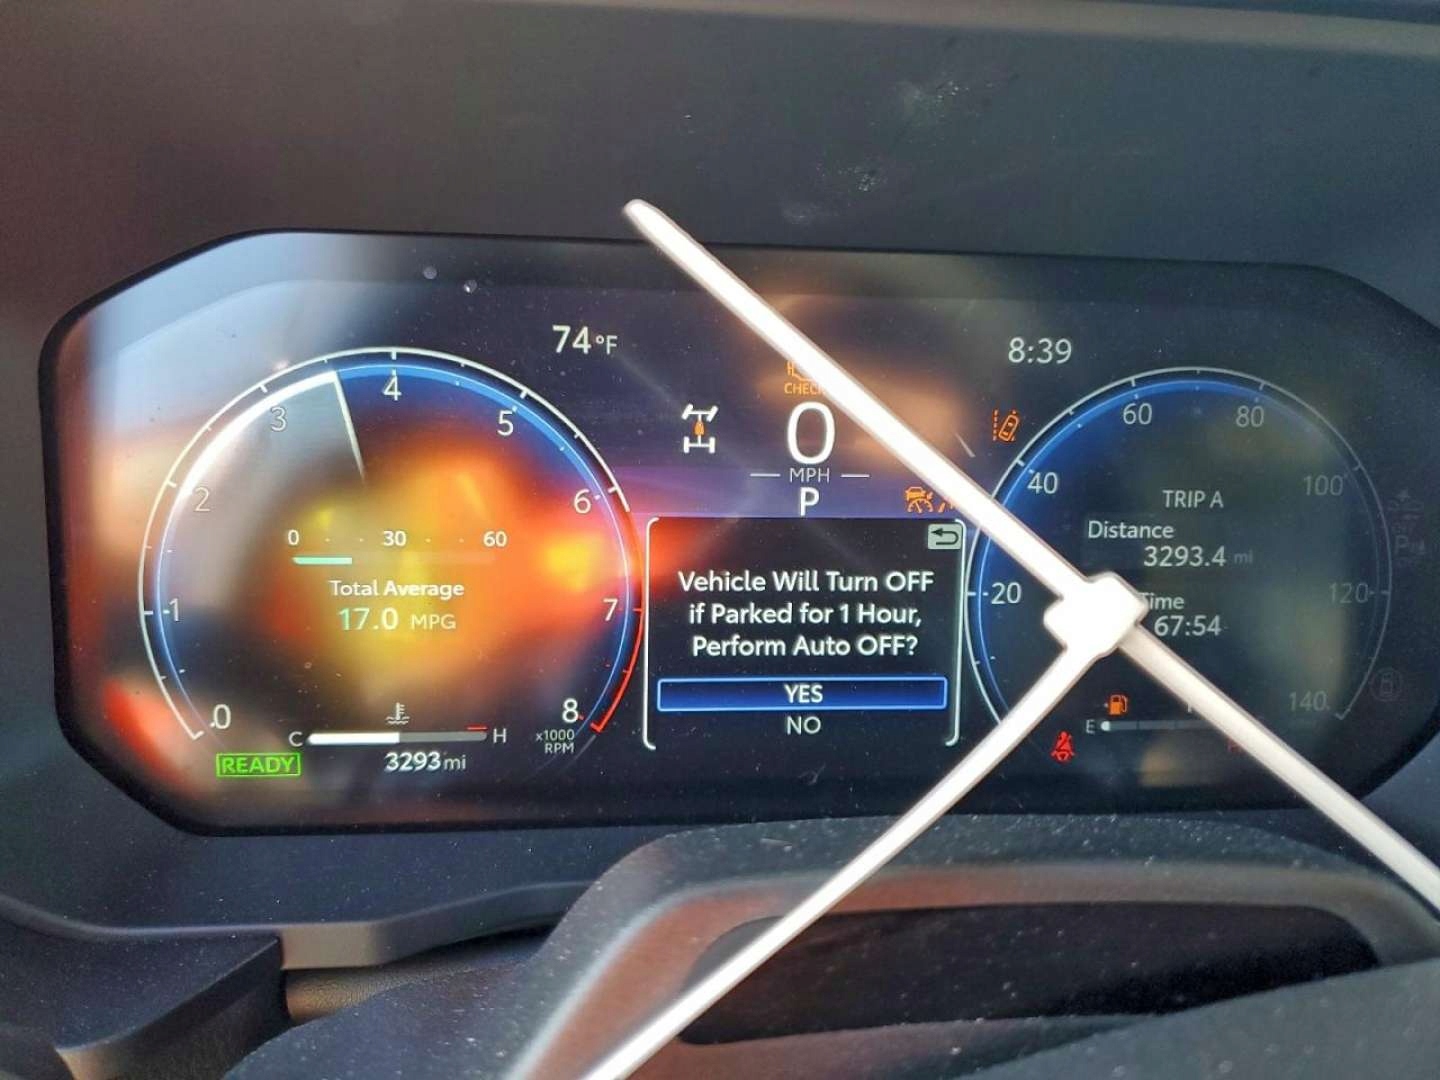 74°F
8:39
CHECK
0
MPH
P
0 1 2 3 4 5 6 7 8
x1000
RPM
0 30 60
Total Average
17.0 MPG
C H
READY
3293 mi
Vehicle Will Turn OFF
if Parked for 1 Hour,
Perform Auto OFF?
YES
NO
20 40 60 80 100 120 140
TRIP A
Distance
3293.4 mi
Time
67:54
E